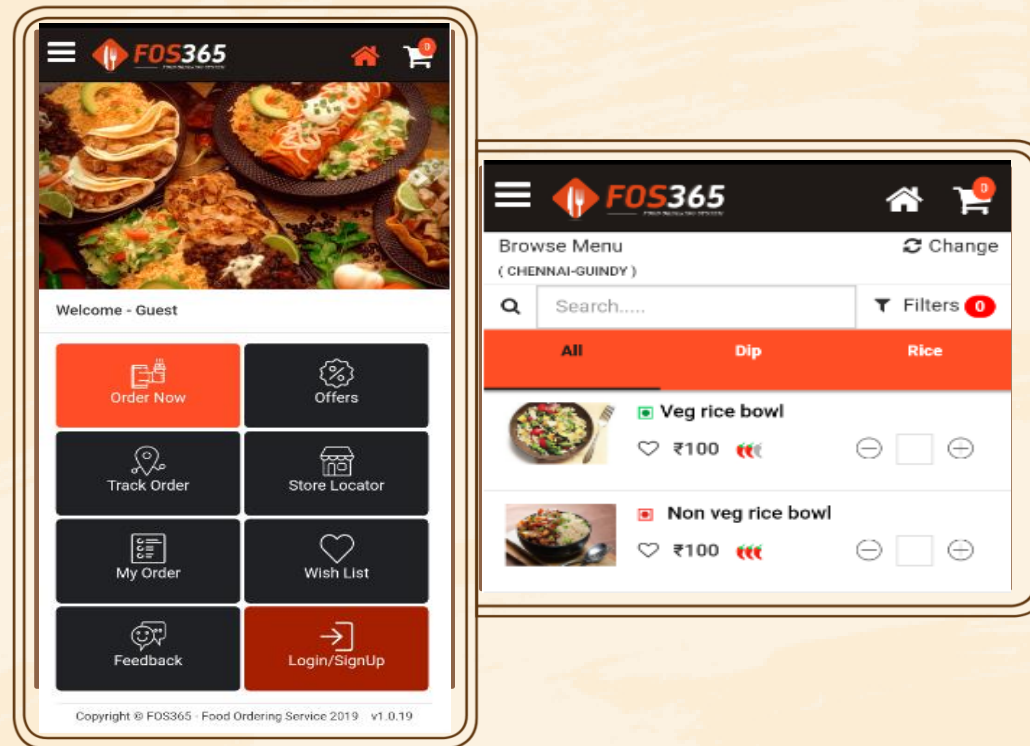 FOS365
0
Welcome - Guest
Order Now
Offers
Track Order
Store Locator
My Order
Wish List
Feedback
Login/SignUp
Copyright © FOS365 - Food Ordering Service 2019 v1.0.19
FOS365
0
Browse Menu
Change
( CHENNAI-GUINDY )
Search.....
Filters 0
All Dip Rice
Veg rice bowl
₹100
Non veg rice bowl
₹100